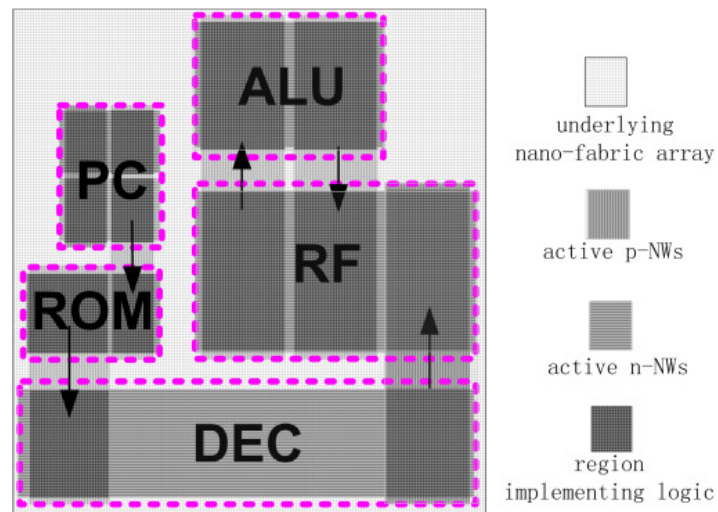 ALU
PC
RF
ROM
DEC
underlying
nano-fabric array
active p-NWs
active n-NWs
region
implementing logic